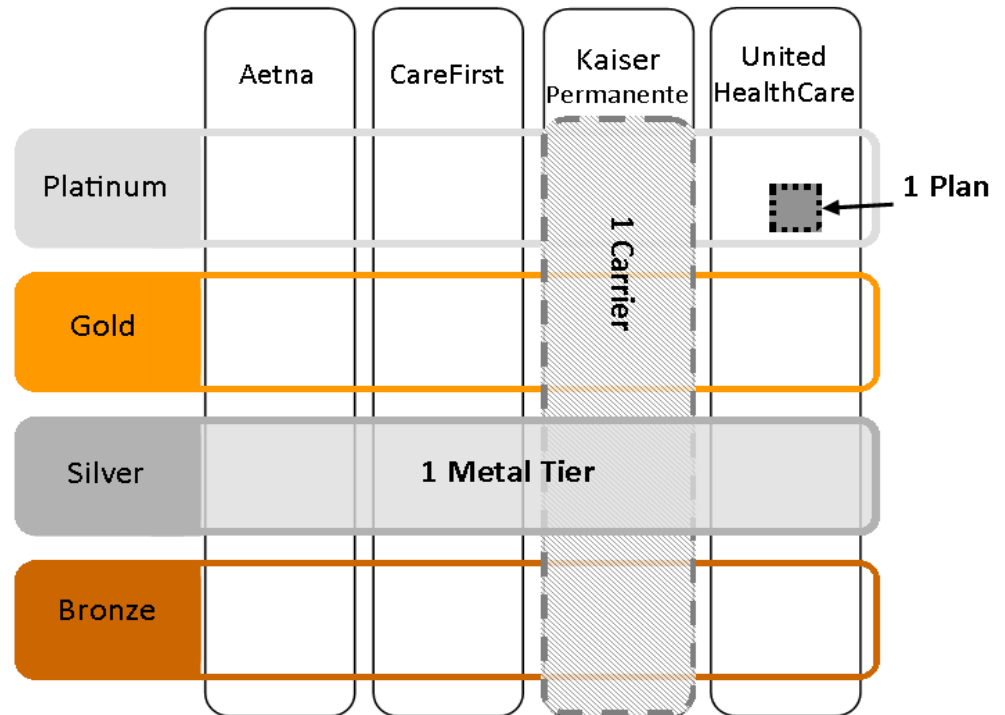 Aetna
CareFirst
Kaiser
Permanente
United
HealthCare
Platinum
1 Plan
1 Carrier
Gold
Silver
1 Metal Tier
Bronze